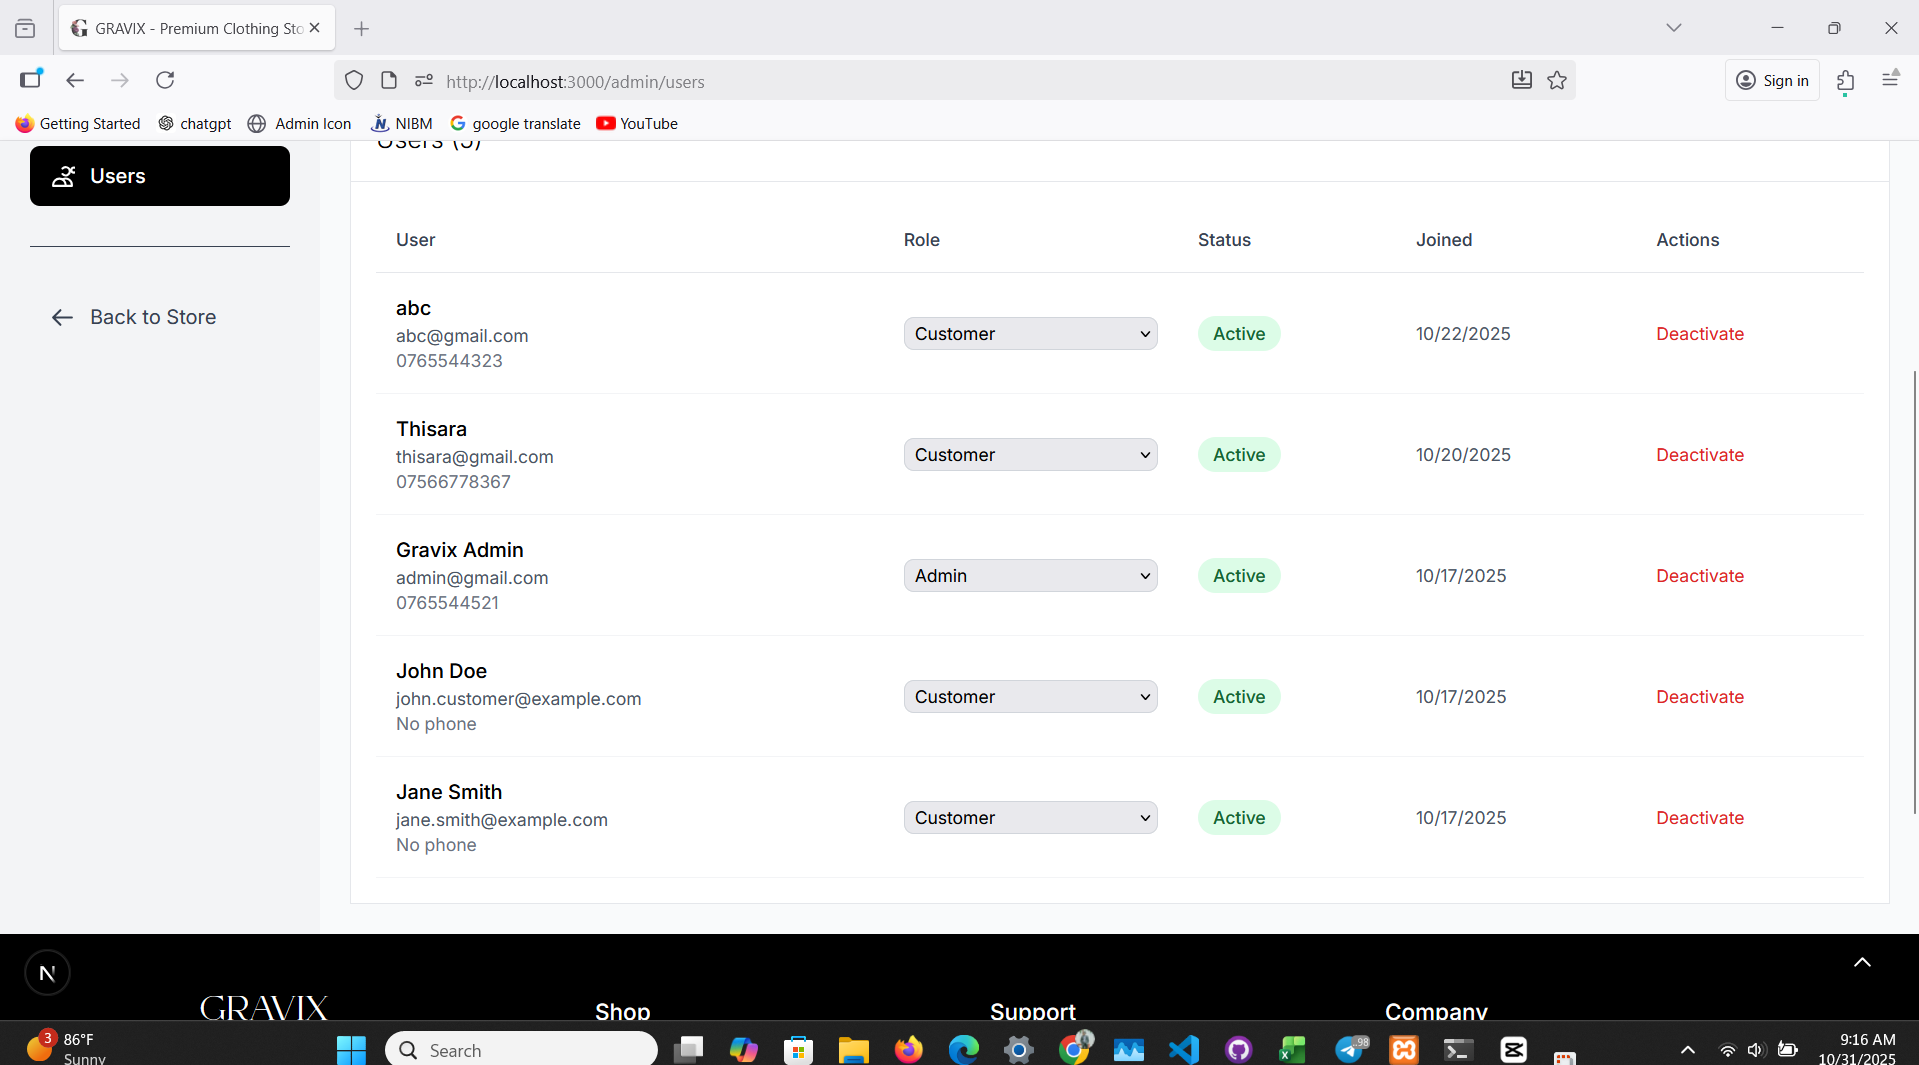 GRAVIX - Premium Clothing Sto
http://localhost:3000/admin/users
Sign in
Getting Started
chatgpt
Admin Icon
NIBM
google translate
YouTube
Users (5)
Users
Back to Store
User Role Status Joined Actions
abc
abc@gmail.com
0765544323
Customer
Active
10/22/2025
Deactivate
Thisara
thisara@gmail.com
07566778367
Customer
Active
10/20/2025
Deactivate
Gravix Admin
admin@gmail.com
0765544521
Admin
Active
10/17/2025
Deactivate
John Doe
john.customer@example.com
No phone
Customer
Active
10/17/2025
Deactivate
Jane Smith
jane.smith@example.com
No phone
Customer
Active
10/17/2025
Deactivate
N
GRAVIX
Shop
Support
Company
3
86°F
Sunny
Search
98
9:16 AM
10/31/2025